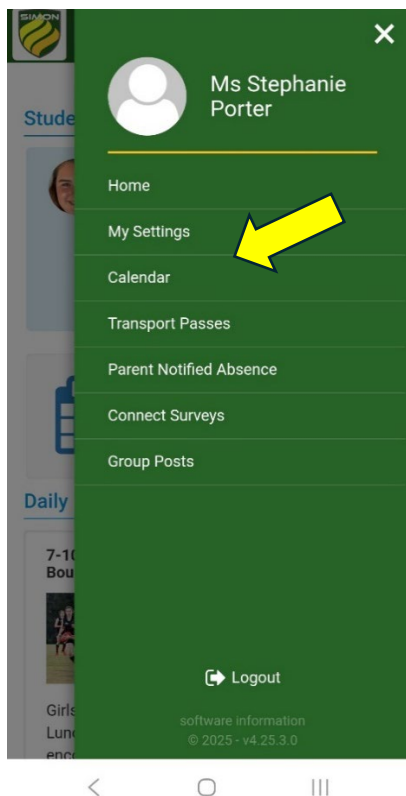 SIMON
Ms Stephanie
Porter
Stude
Home
My Settings
Calendar
Transport Passes
Parent Notified Absence
Connect Surveys
Group Posts
Daily
7-10
Bou
Logout
Girls
software information
Lunc
© 2025 - v4.25.3.0
enco